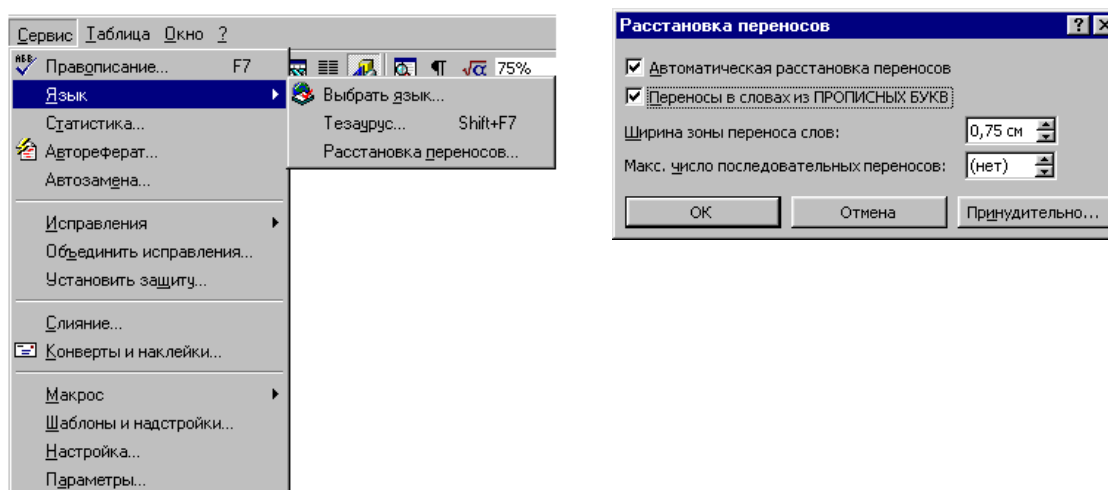 Сервис Таблица Окно ?
75%
Правописание... F7
Язык
Статистика...
Автореферат...
Автозамена...
Исправления
Объединить исправления...
Установить защиту...
Слияние...
Конверты и наклейки...
Макрос
Шаблоны и надстройки...
Настройка...
Параметры...
Выбрать язык...
Тезаурус... Shift+F7
Расстановка переносов...
Расстановка переносов
Автоматическая расстановка переносов
Переносы в словах из ПРОПИСНЫХ БУКВ
Ширина зоны переноса слов: 0,75 см
Макс. число последовательных переносов: (нет)
ОК Отмена Принудительно...